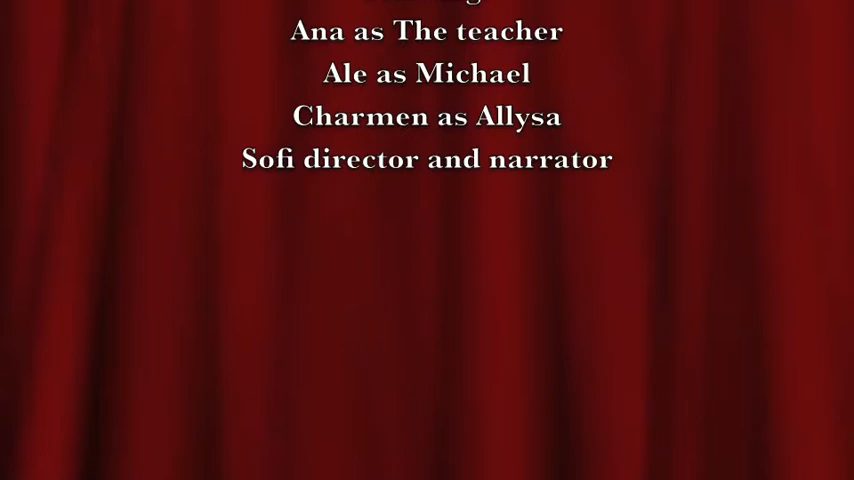 Ana as The teacher
Ale as Michael
Charmen as Allysa
Sofi director and narrator